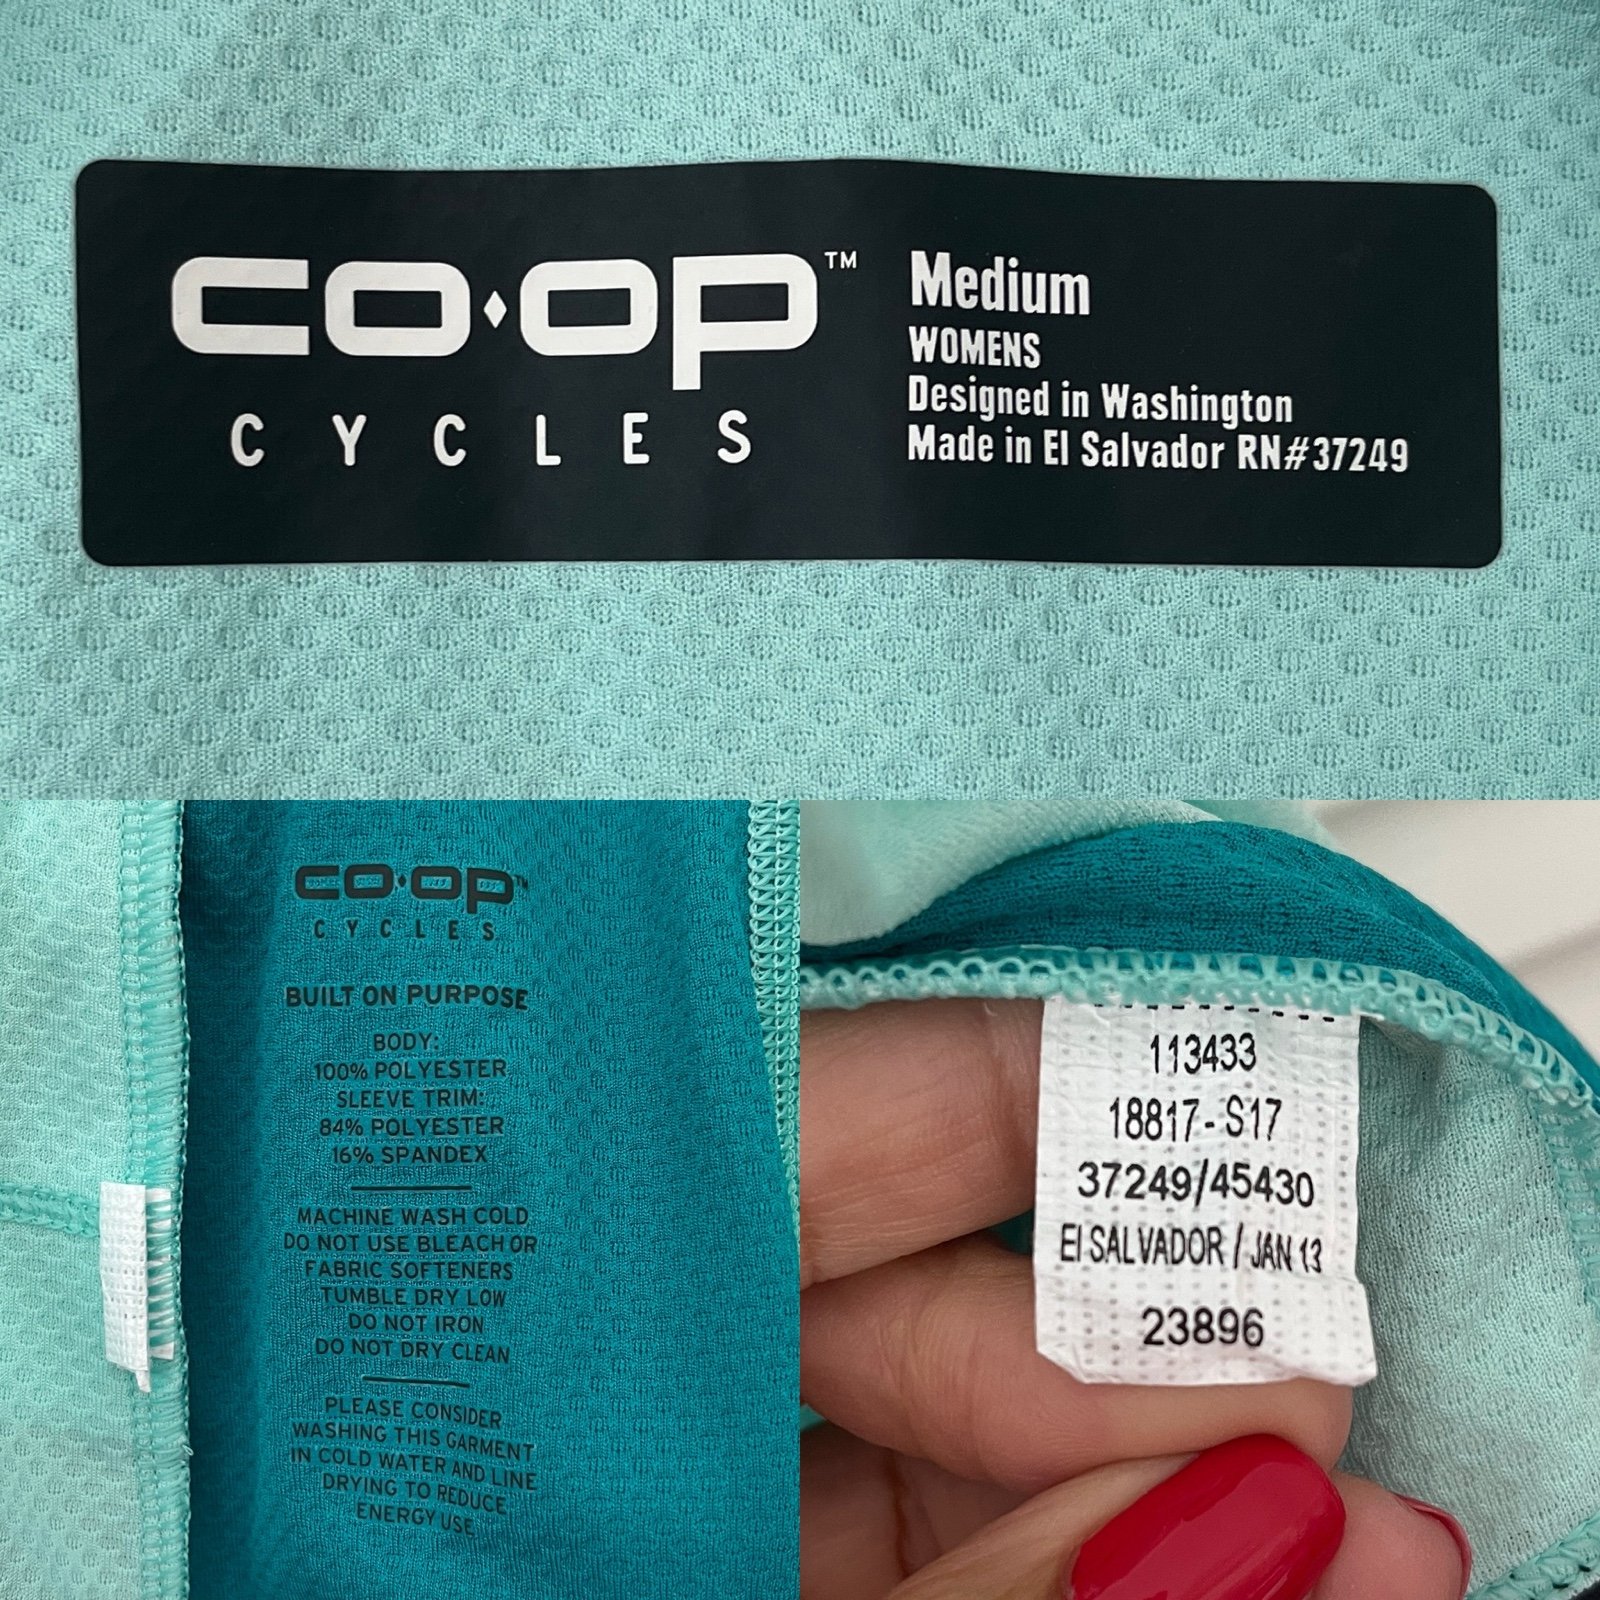 CO·OP™
CYCLES
Medium
WOMENS
Designed in Washington
Made in El Salvador RN#37249
CO·OP™
CYCLES
BUILT ON PURPOSE
BODY:
100% POLYESTER
SLEEVE TRIM:
84% POLYESTER
16% SPANDEX
MACHINE WASH COLD
DO NOT USE BLEACH OR
FABRIC SOFTENERS
TUMBLE DRY LOW
DO NOT IRON
DO NOT DRY CLEAN
PLEASE CONSIDER
WASHING THIS GARMENT
IN COLD WATER AND LINE
DRYING TO REDUCE
ENERGY USE
113433
18817-S17
37249/45430
El SALVADOR / JAN 13
23896